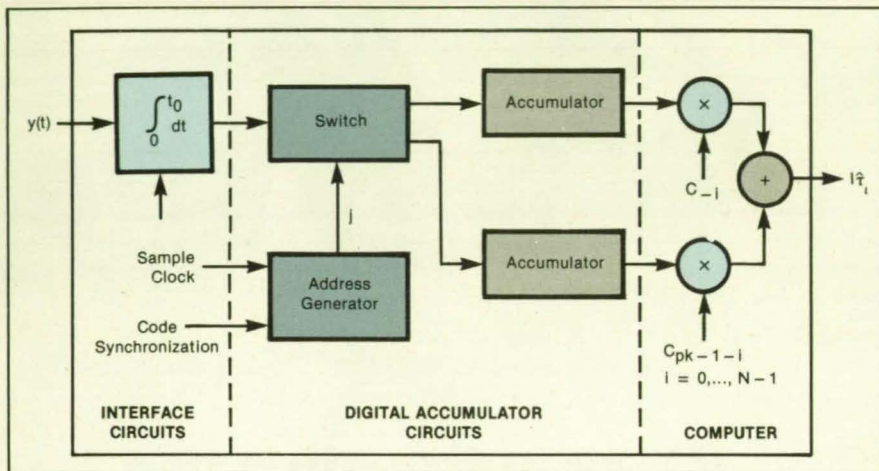 y(t)
∫₀^t₀ dt
Switch
Accumulator
×
C₋ᵢ
+
Accumulator
×
j
Sample
Clock
Address
Generator
Code
Synchronization
Cpk − 1 − i
i = 0,..., N − 1
INTERFACE
CIRCUITS
DIGITAL ACCUMULATOR
CIRCUITS
COMPUTER